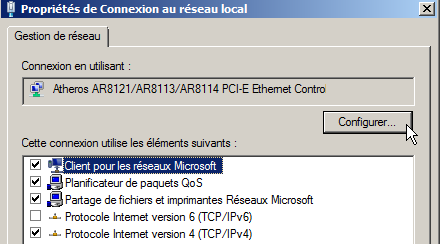 Propriétés de Connexion au réseau local
Gestion de réseau
Connexion en utilisant :
Atheros AR8121/AR8113/AR8114 PCI-E Ethernet Contro
Configurer...
Cette connexion utilise les éléments suivants :
Client pour les réseaux Microsoft
Planificateur de paquets QoS
Partage de fichiers et imprimantes Réseaux Microsoft
Protocole Internet version 6 (TCP/IPv6)
Protocole Internet version 4 (TCP/IPv4)